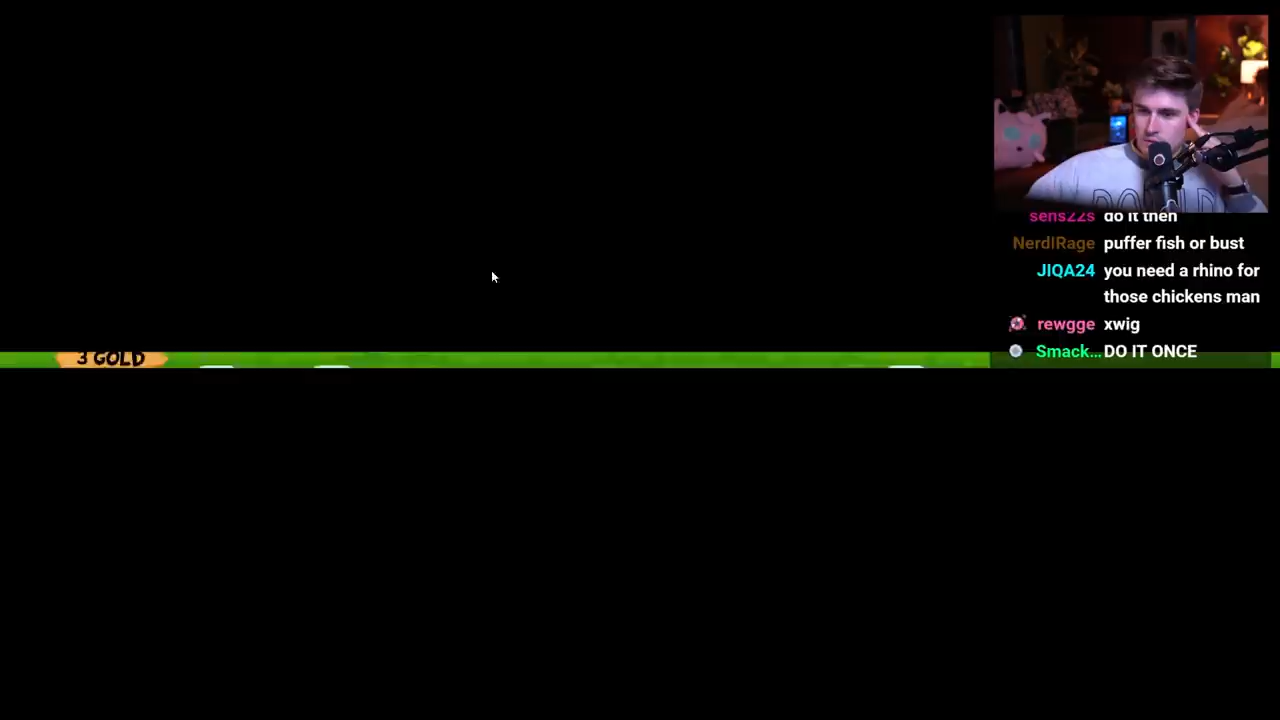 sens22s do it then
NerdIRage puffer fish or bust
JIQA24 you need a rhino for
those chickens man
rewgge xwig
Smack… DO IT ONCE
3 GOLD